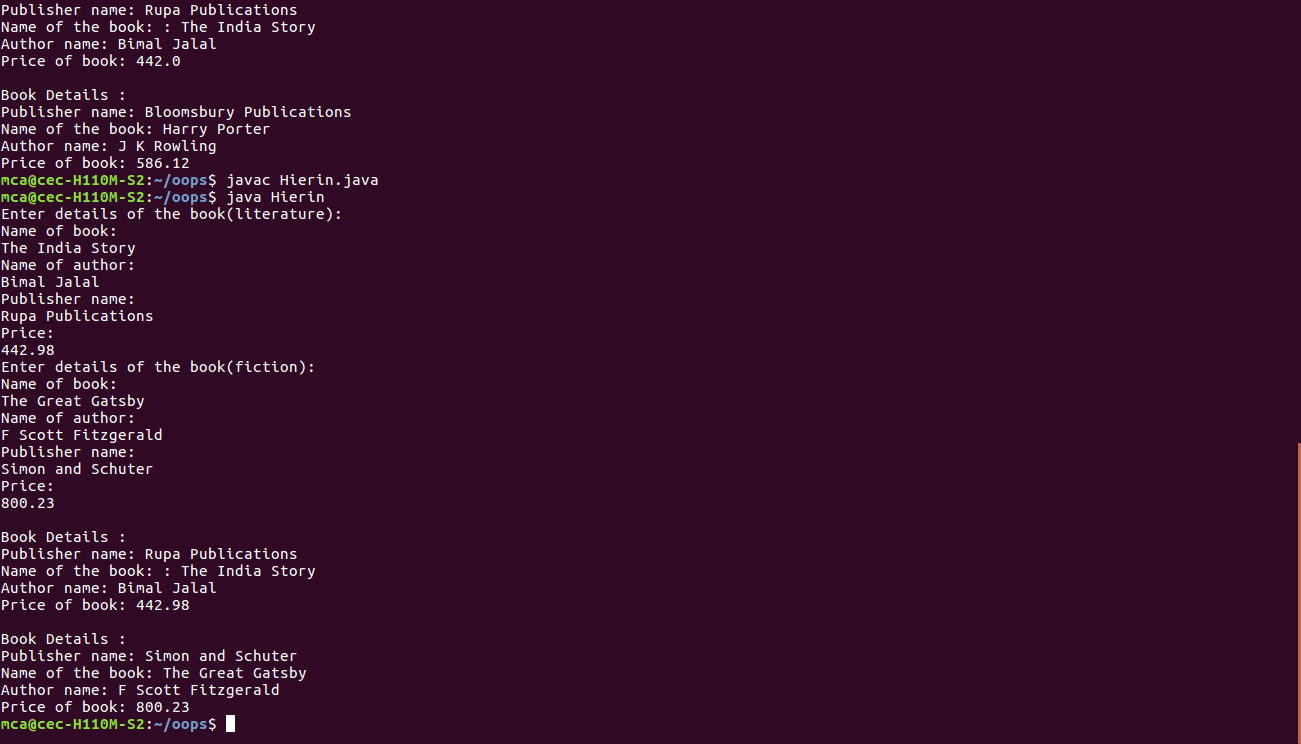 Publisher name: Rupa Publications
Name of the book: : The India Story
Author name: Bimal Jalal
Price of book: 442.0
Book Details :
Publisher name: Bloomsbury Publications
Name of the book: Harry Porter
Author name: J K Rowling
Price of book: 586.12
mca@cec-H110M-S2:~/oops$ javac Hierin.java
mca@cec-H110M-S2:~/oops$ java Hierin
Enter details of the book(literature):
Name of book:
The India Story
Name of author:
Bimal Jalal
Publisher name:
Rupa Publications
Price:
442.98
Enter details of the book(fiction):
Name of book:
The Great Gatsby
Name of author:
F Scott Fitzgerald
Publisher name:
Simon and Schuter
Price:
800.23
Book Details :
Publisher name: Rupa Publications
Name of the book: : The India Story
Author name: Bimal Jalal
Price of book: 442.98
Book Details :
Publisher name: Simon and Schuter
Name of the book: The Great Gatsby
Author name: F Scott Fitzgerald
Price of book: 800.23
mca@cec-H110M-S2:~/oops$